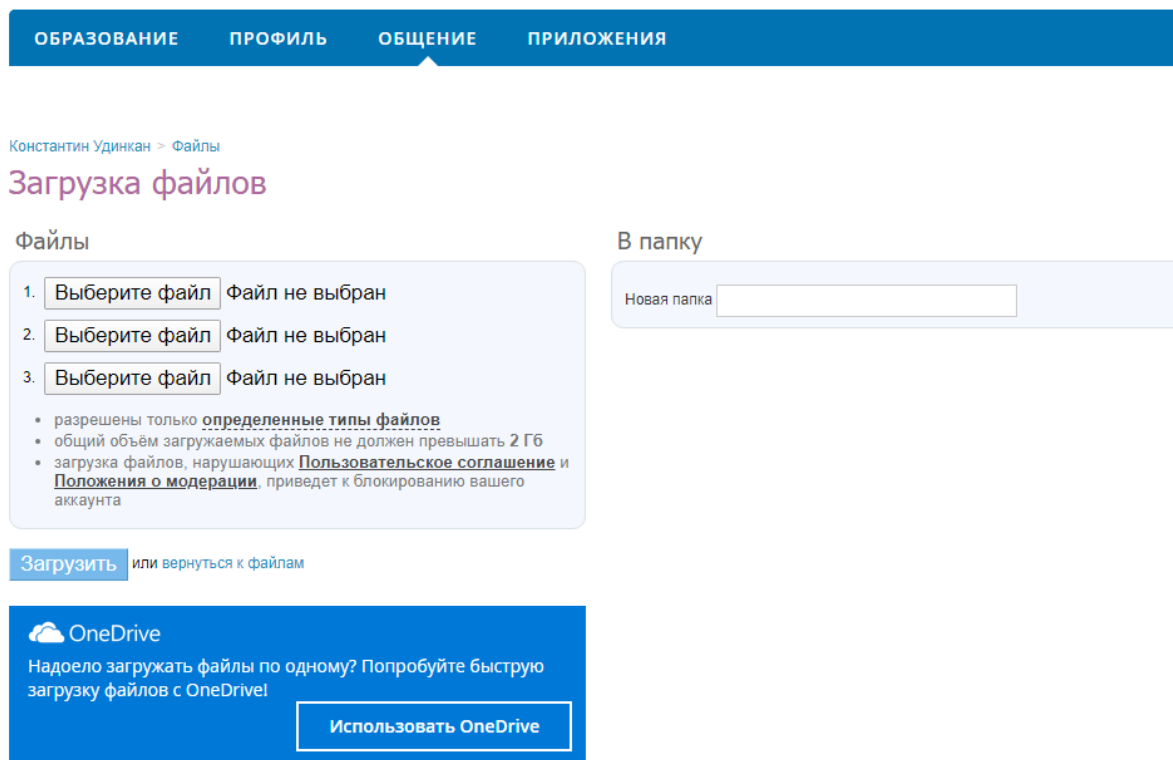 ОБРАЗОВАНИЕ ПРОФИЛЬ ОБЩЕНИЕ ПРИЛОЖЕНИЯ
Константин Удинкан > Файлы
Загрузка файлов
Файлы
1. Выберите файл Файл не выбран
2. Выберите файл Файл не выбран
3. Выберите файл Файл не выбран
• разрешены только определенные типы файлов
• общий объём загружаемых файлов не должен превышать 2 Гб
• загрузка файлов, нарушающих Пользовательское соглашение и
Положения о модерации, приведет к блокированию вашего
аккаунта
В папку
Новая папка
Загрузить или вернуться к файлам
OneDrive
Надоело загружать файлы по одному? Попробуйте быструю
загрузку файлов с OneDrive!
Использовать OneDrive